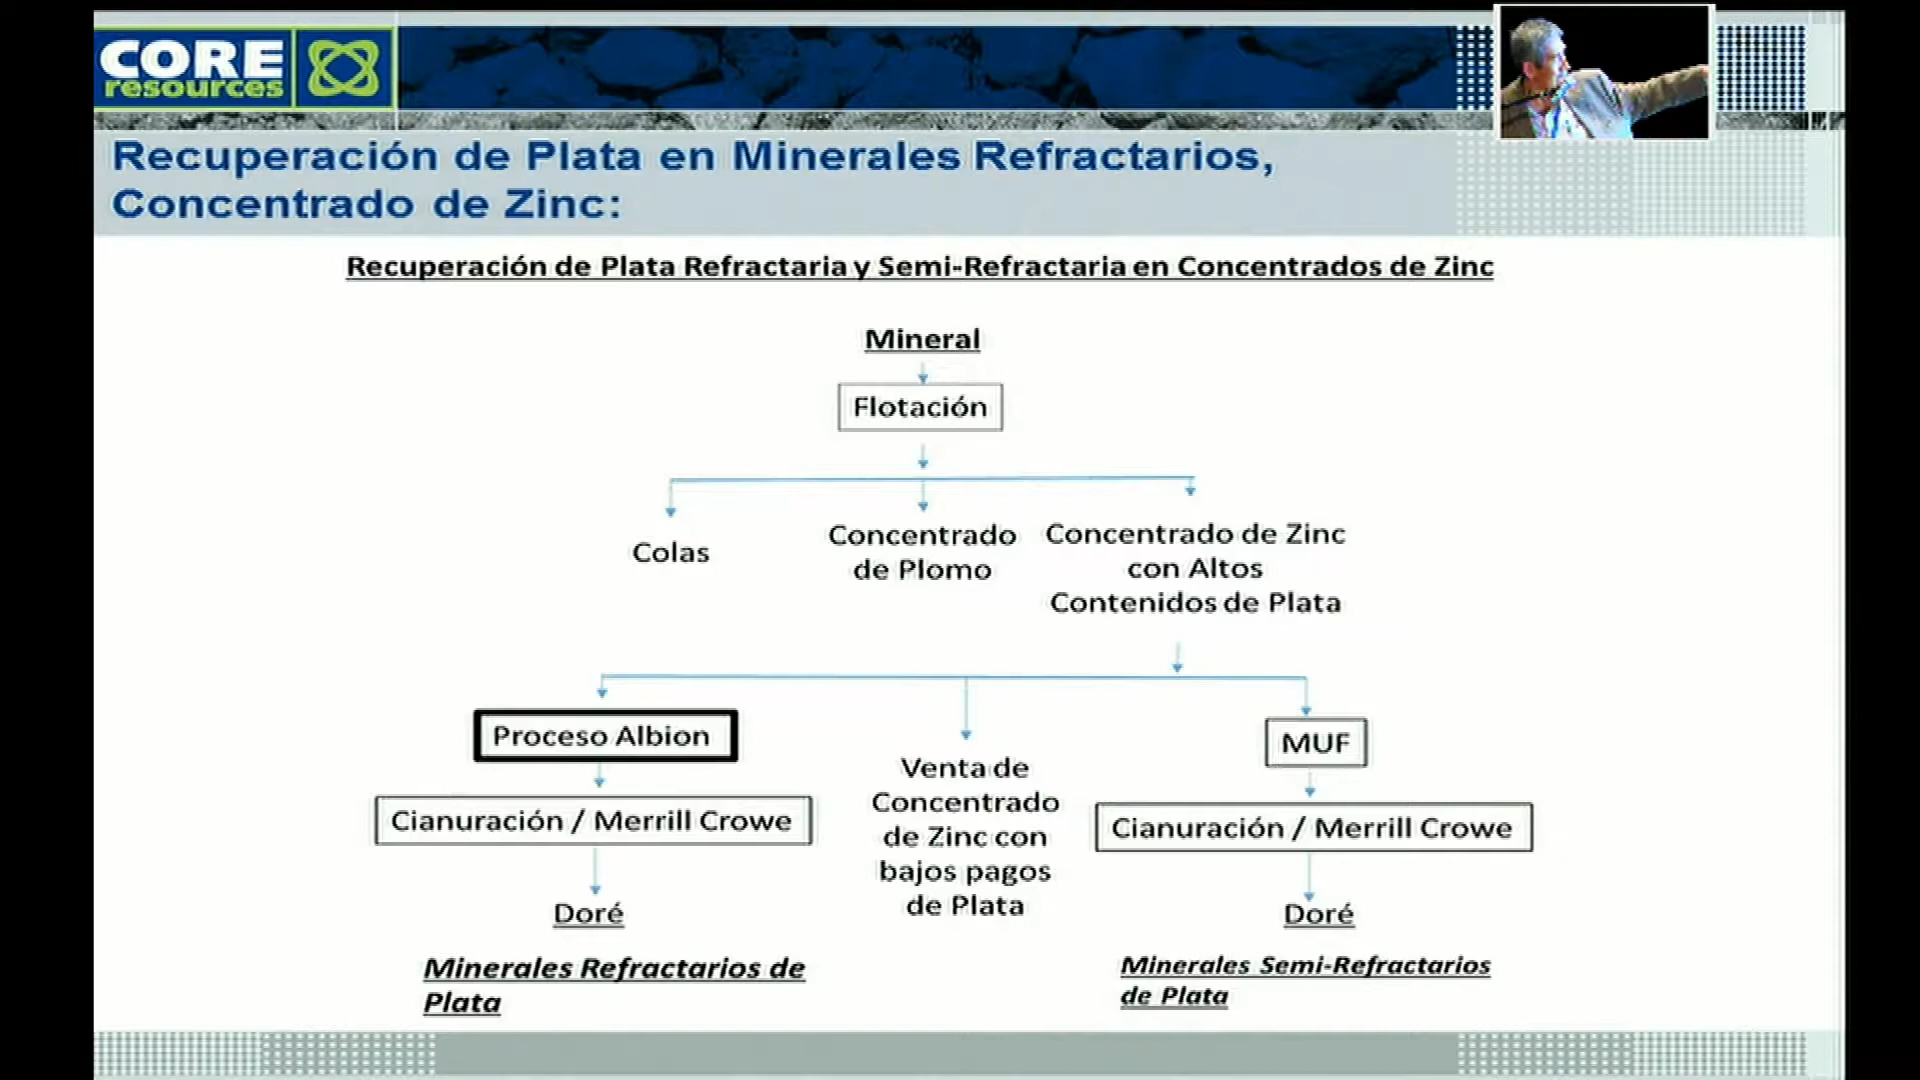 CORE
resources
Recuperación de Plata en Minerales Refractarios,
Concentrado de Zinc:
Recuperación de Plata Refractaria y Semi-Refractaria en Concentrados de Zinc
Mineral
Flotación
Colas
Concentrado
de Plomo
Concentrado de Zinc
con Altos
Contenidos de Plata
Proceso Albion
Cianuración / Merrill Crowe
Doré
Minerales Refractarios de
Plata
Venta de
Concentrado
de Zinc con
bajos pagos
de Plata
MUF
Cianuración / Merrill Crowe
Doré
Minerales Semi-Refractarios
de Plata